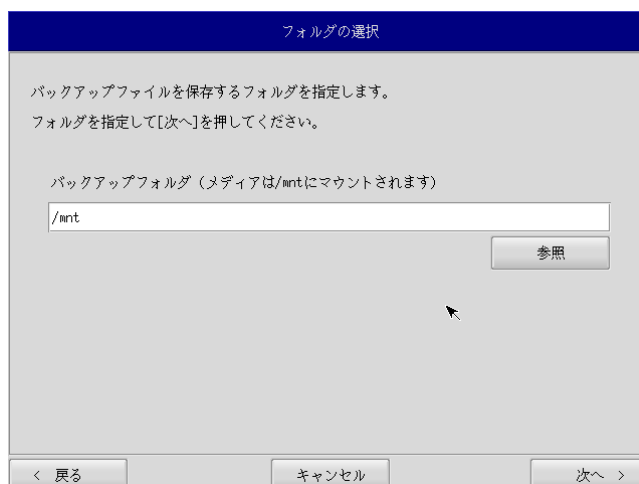 フォルダの選択
バックアップファイルを保存するフォルダを指定します。
フォルダを指定して[次へ]を押してください。
バックアップフォルダ（メディアは/mntにマウントされます）
/mnt
参照
< 戻る
キャンセル
次へ >